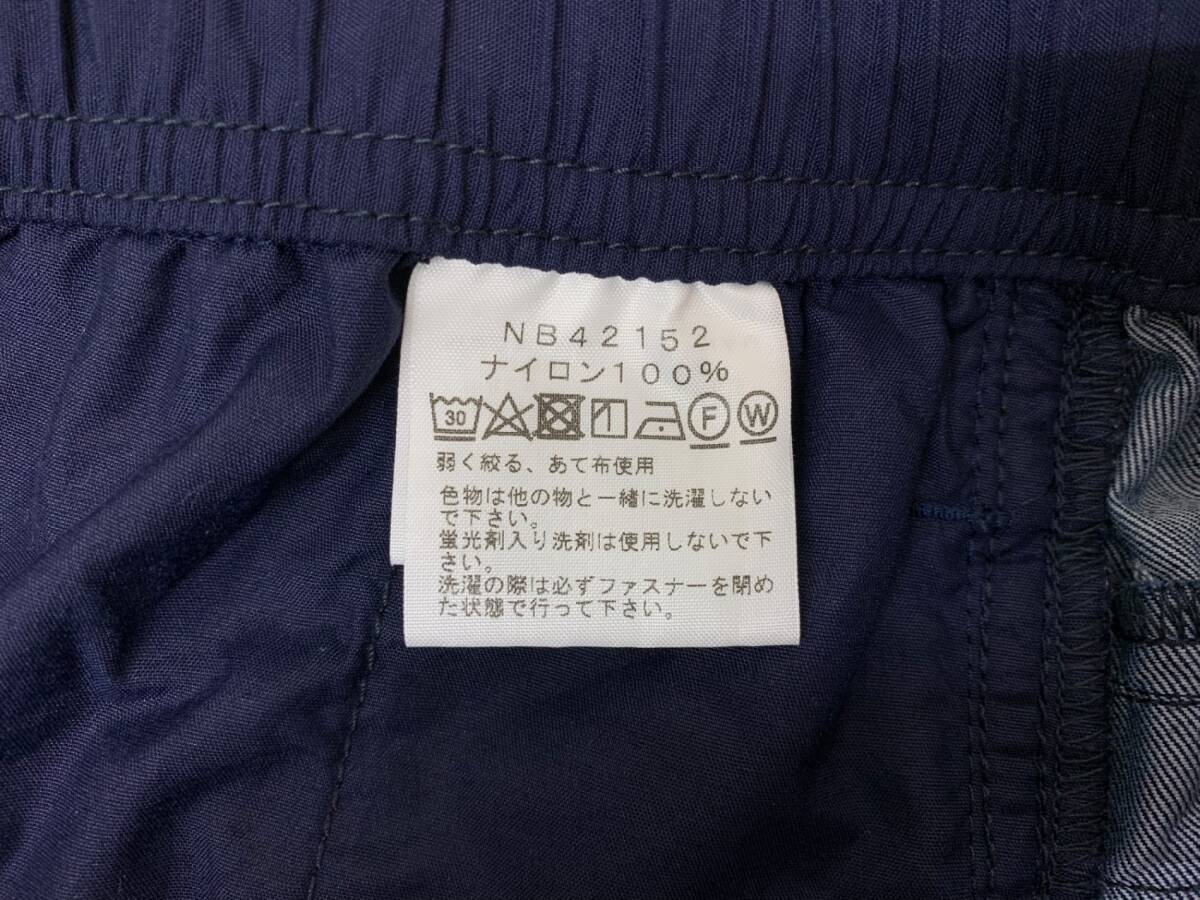 NB42152
ナイロン100%
30 F W
弱く絞る、あて布使用
色物は他の物と一緒に洗濯しない
で下さい。
蛍光剤入り洗剤は使用しないで下
さい。
洗濯の際は必ずファスナーを閉め
た状態で行って下さい。